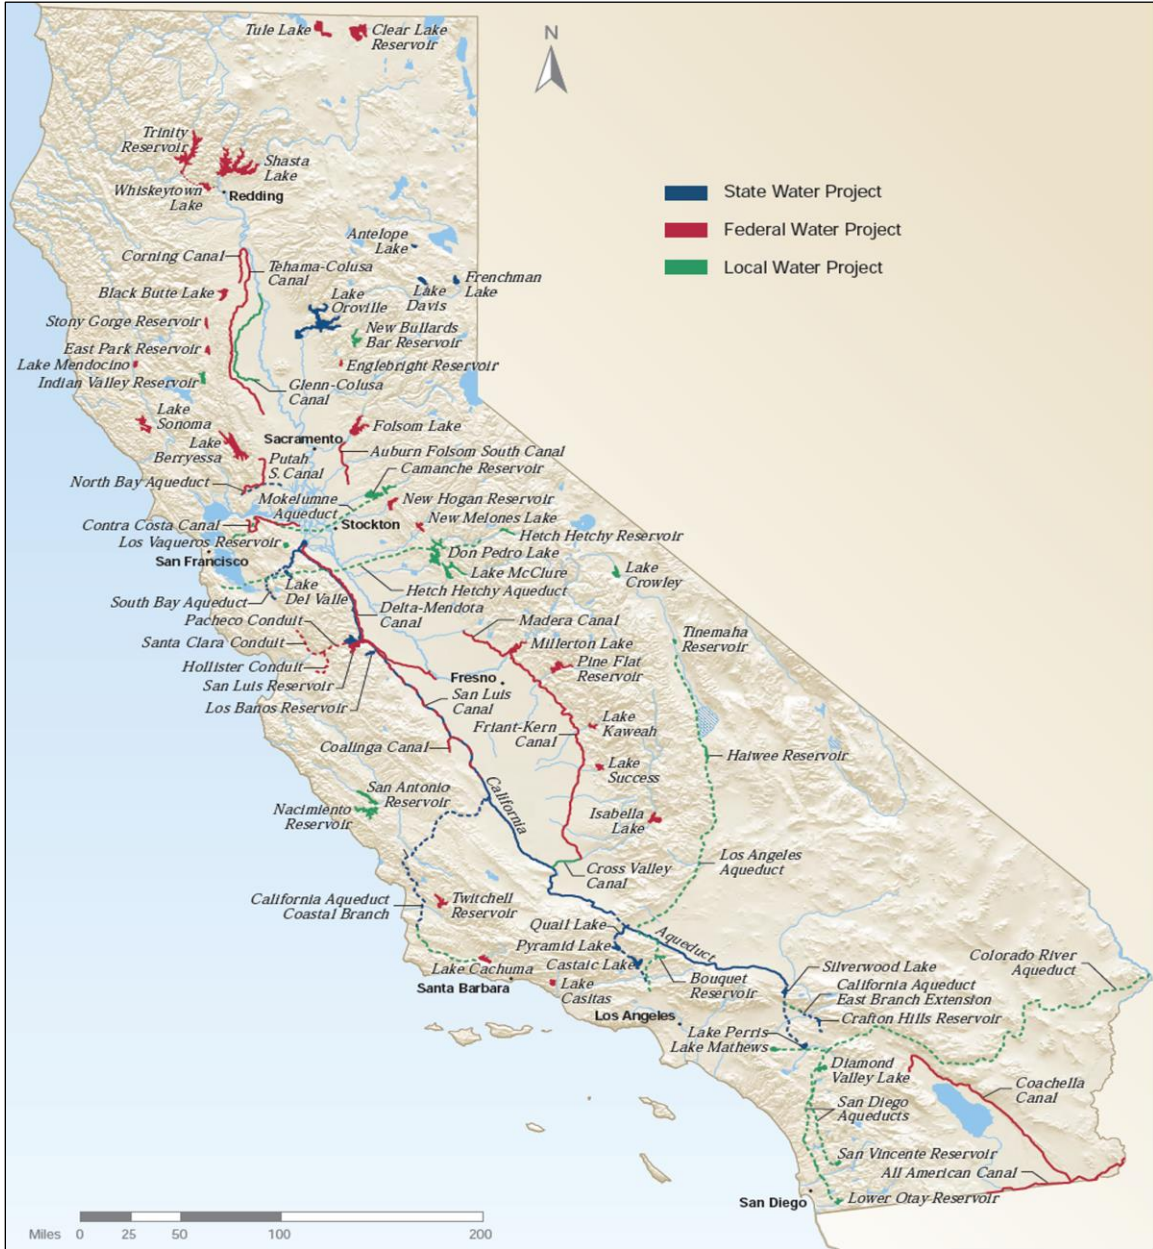 Tule Lake
Clear Lake
Reservoir
N
Trinity
Reservoir
Shasta
Lake
Whiskeytown
Lake
Redding
State Water Project
Federal Water Project
Local Water Project
Antelope
Lake
Corning Canal
Tehama-Colusa
Canal
Frenchman
Lake
Lake
Davis
Black Butte Lake
Lake
Oroville
Stony Gorge Reservoir
New Bullards
Bar Reservoir
East Park Reservoir
Lake Mendocino
Englebright Reservoir
Indian Valley Reservoir
Glenn-Colusa
Canal
Lake
Sonoma
Folsom Lake
Sacramento
Lake
Berryessa
Auburn Folsom South Canal
Putah
S. Canal
Camanche Reservoir
North Bay Aqueduct
Mokelumne
Aqueduct
New Hogan Reservoir
Contra Costa Canal
Stockton
New Melones Lake
Los Vaqueros Reservoir
Hetch Hetchy Reservoir
San Francisco
Don Pedro Lake
Lake McClure
Lake
Crowley
Lake
Del Valle
Hetch Hetchy Aqueduct
South Bay Aqueduct
Delta-Mendota
Canal
Pacheco Conduit
Madera Canal
Tinemaha
Reservoir
Santa Clara Conduit
Millerton Lake
Hollister Conduit
Pine Flat
Reservoir
San Luis Reservoir
Fresno
Los Banos Reservoir
San Luis
Canal
Lake
Kaweah
Friant-Kern
Canal
Coalinga Canal
Haiwee Reservoir
Lake
Success
San Antonio
Reservoir
California
Nacimiento
Reservoir
Isabella
Lake
Cross Valley
Canal
Los Angeles
Aqueduct
California Aqueduct
Coastal Branch
Twitchell
Reservoir
Quail Lake
Aqueduct
Pyramid Lake
Colorado River
Aqueduct
Lake Cachuma
Castaic Lake
Silverwood Lake
Santa Barbara
Lake
Casitas
Bouquet
Reservoir
California Aqueduct
East Branch Extension
Los Angeles
Crafton Hills Reservoir
Lake Perris
Lake Mathews
Diamond
Valley Lake
Coachella
Canal
San Diego
Aqueducts
San Vincente Reservoir
All American Canal
San Diego
Lower Otay Reservoir
Miles 0 25 50 100 200